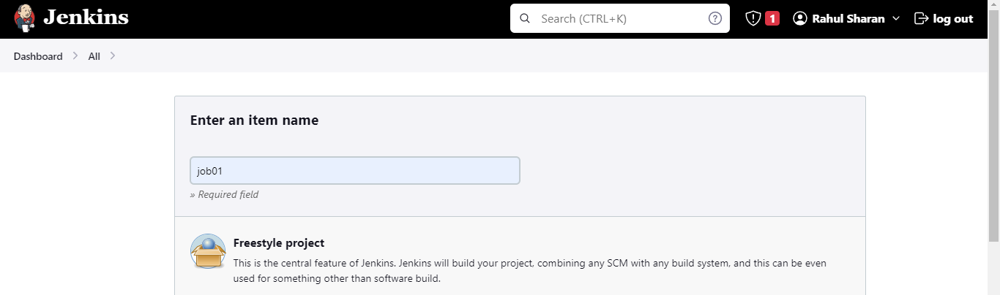 Jenkins
Search (CTRL+K)
1
Rahul Sharan
log out
Dashboard
All
Enter an item name
job01
» Required field
Freestyle project
This is the central feature of Jenkins. Jenkins will build your project, combining any SCM with any build system, and this can be even
used for something other than software build.